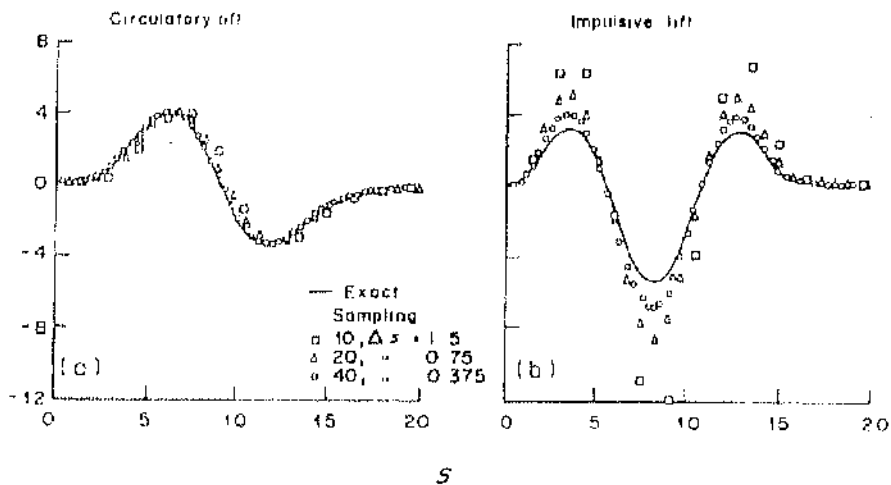 Circulatory lift
Impulsive lift
8
4
0
-4
-8
-12
— Exact
Sampling
□ 10, Δs = 1.5
△ 20, " 0.75
○ 40, " 0.375
(a)
(b)
0 5 10 15 20
0 5 10 15 20
S